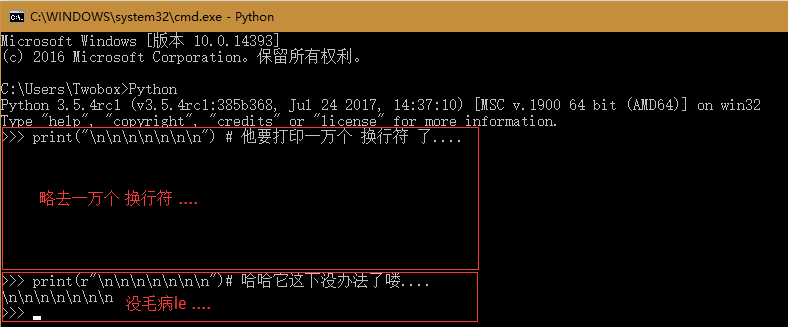 C:\WINDOWS\system32\cmd.exe - Python
Microsoft Windows [版本 10.0.14393]
(c) 2016 Microsoft Corporation。保留所有权利。
C:\Users\Twobox>Python
Python 3.5.4rc1 (v3.5.4rc1:385b368, Jul 24 2017, 14:37:10) [MSC v.1900 64 bit (AMD64)] on win32
Type "help", "copyright", "credits" or "license" for more information.
>>> print("\n\n\n\n\n\n\n") # 他要打印一万个 换行符 了....
略去一万个 换行符 ....
>>> print(r"\n\n\n\n\n\n\n")# 哈哈它这下没办法了喽....
\n\n\n\n\n\n\n 没毛病le ....
>>>